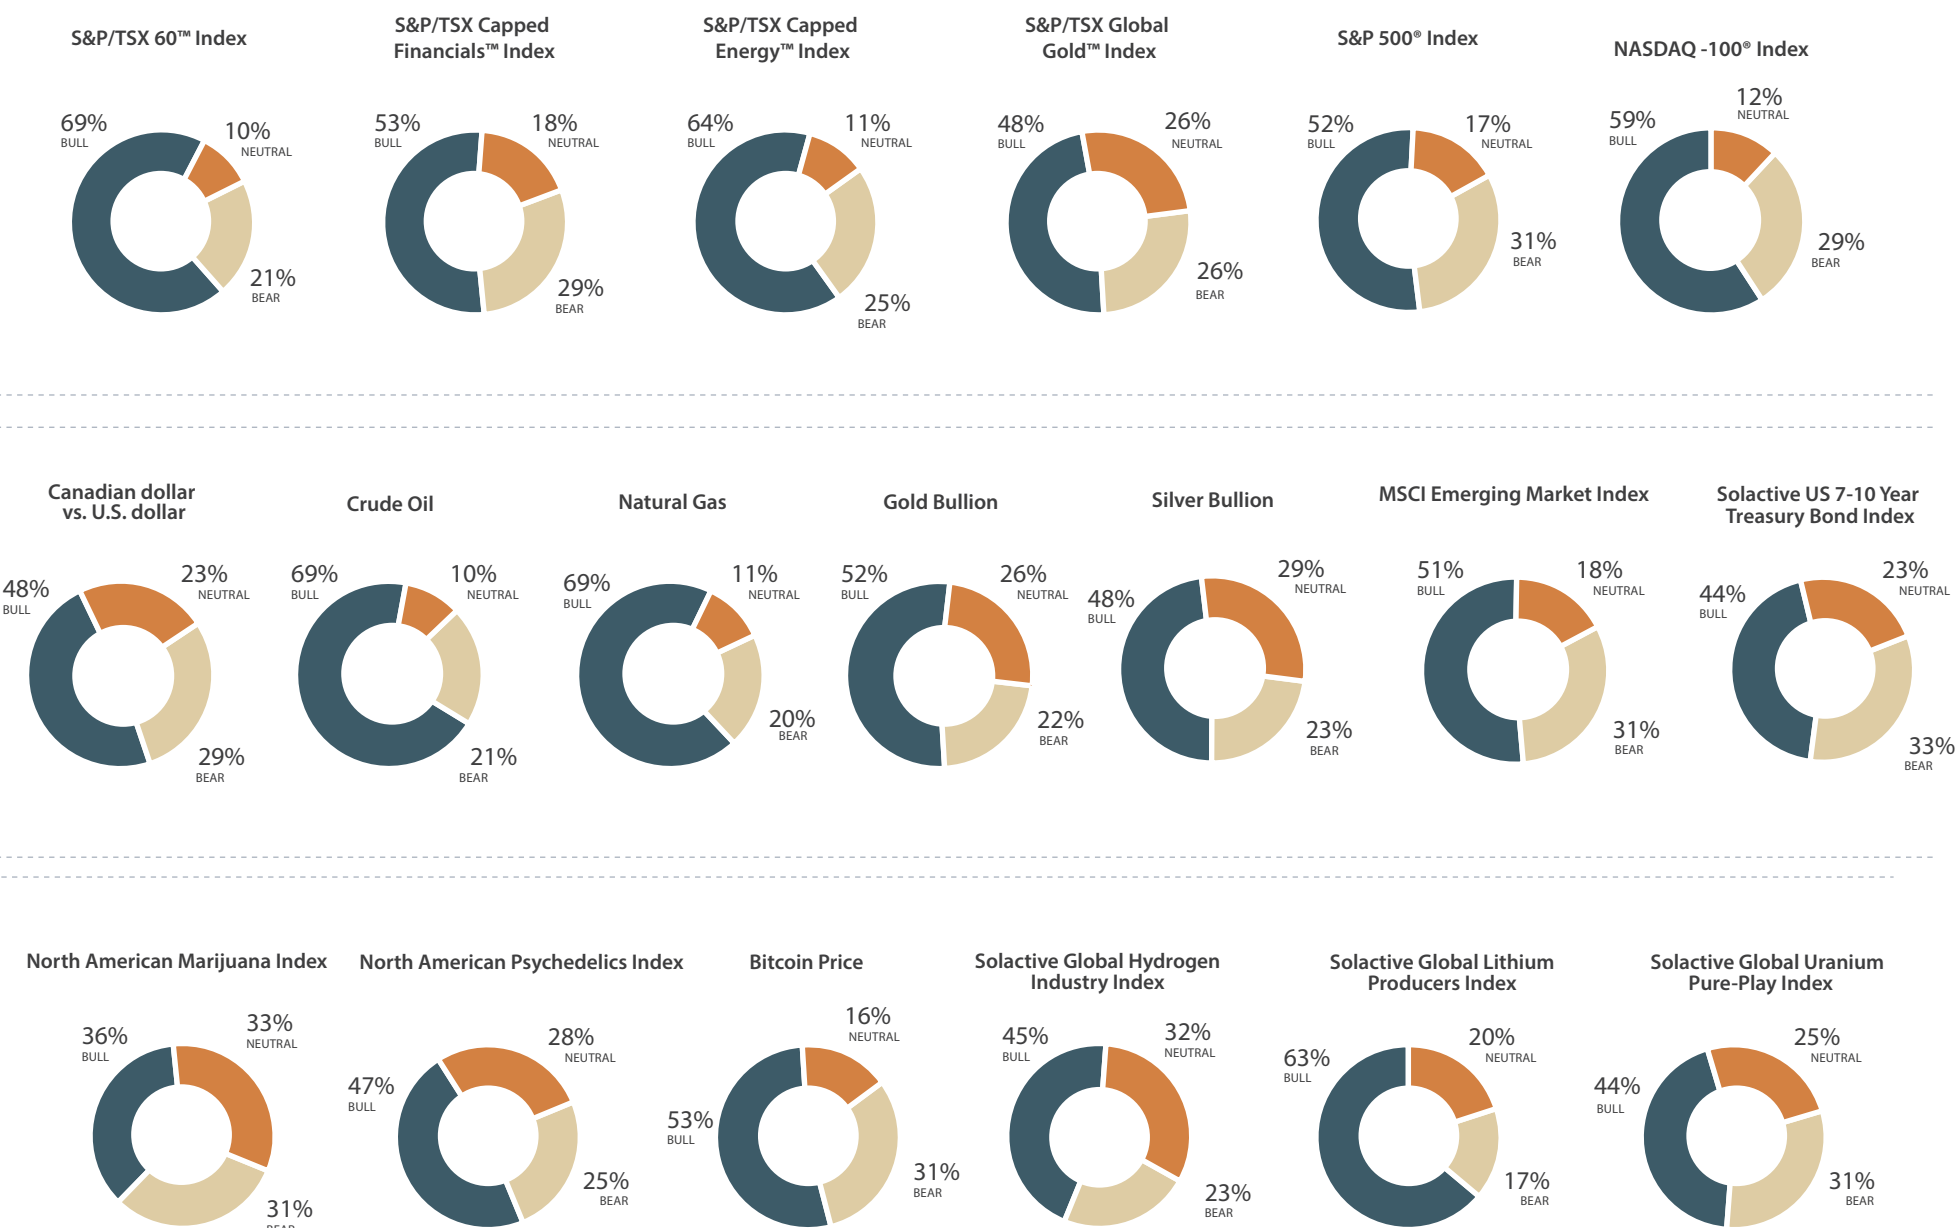 S&P/TSX 60™ Index
69%
BULL
10%
NEUTRAL
21%
BEAR
S&P/TSX Capped
Financials™ Index
53%
BULL
18%
NEUTRAL
29%
BEAR
S&P/TSX Capped
Energy™ Index
64%
BULL
11%
NEUTRAL
25%
BEAR
S&P/TSX Global
Gold™ Index
48%
BULL
26%
NEUTRAL
26%
BEAR
S&P 500® Index
52%
BULL
17%
NEUTRAL
31%
BEAR
NASDAQ -100® Index
59%
BULL
12%
NEUTRAL
29%
BEAR
Canadian dollar
vs. U.S. dollar
48%
BULL
23%
NEUTRAL
29%
BEAR
Crude Oil
69%
BULL
10%
NEUTRAL
21%
BEAR
Natural Gas
69%
BULL
11%
NEUTRAL
20%
BEAR
Gold Bullion
52%
BULL
26%
NEUTRAL
22%
BEAR
Silver Bullion
48%
BULL
29%
NEUTRAL
23%
BEAR
MSCI Emerging Market Index
51%
BULL
18%
NEUTRAL
31%
BEAR
Solactive US 7-10 Year
Treasury Bond Index
44%
BULL
23%
NEUTRAL
33%
BEAR
North American Marijuana Index
36%
BULL
33%
NEUTRAL
31%
BEAR
North American Psychedelics Index
47%
BULL
28%
NEUTRAL
25%
BEAR
Bitcoin Price
53%
BULL
16%
NEUTRAL
31%
BEAR
Solactive Global Hydrogen
Industry Index
45%
BULL
32%
NEUTRAL
23%
BEAR
Solactive Global Lithium
Producers Index
63%
BULL
20%
NEUTRAL
17%
BEAR
Solactive Global Uranium
Pure-Play Index
44%
BULL
25%
NEUTRAL
31%
BEAR